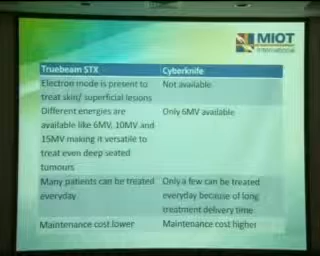 MIOT
International
Truebeam STX Cyberknife
Electron mode is present to Not available
treat skin/ superficial lesions
Different energies are Only 6MV available
available like 6MV, 10MV and
15MV making it versatile to
treat even deep seated
tumours
Many patients can be treated Only a few can be treated
everyday everyday because of long
treatment delivery time
Maintenance cost lower Maintenance cost higher